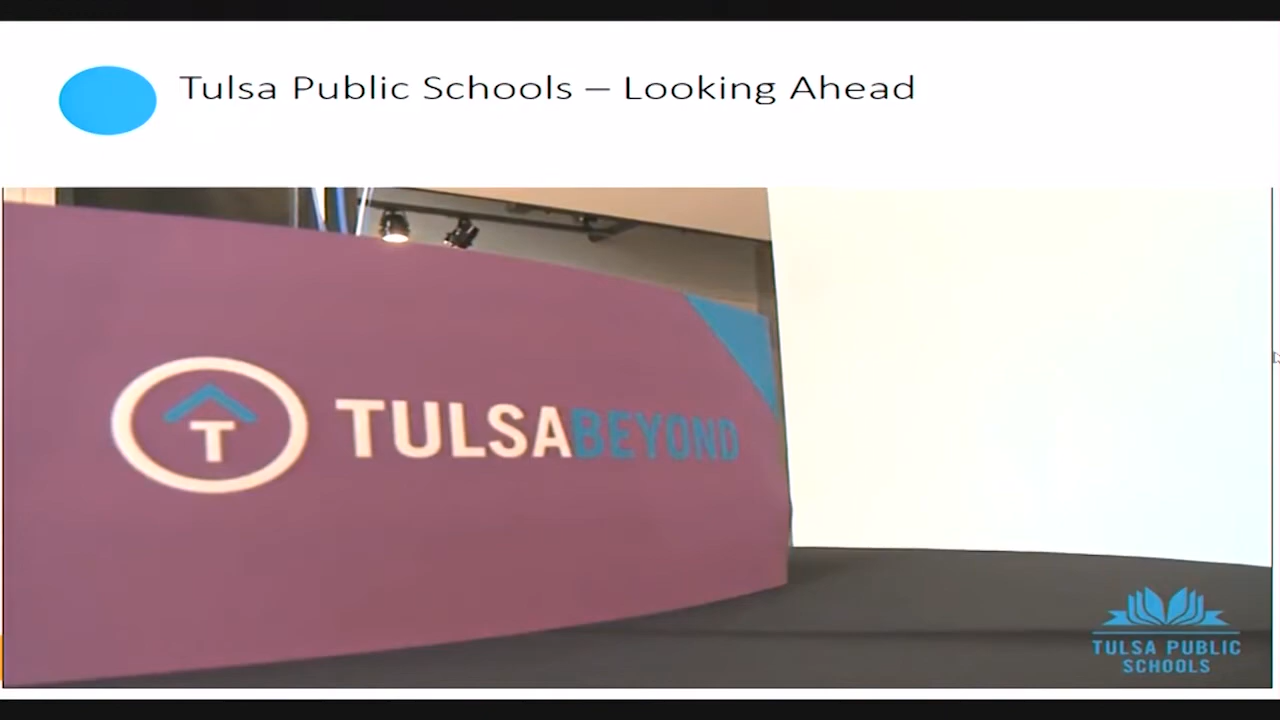 Tulsa Public Schools – Looking Ahead
T
TULSABEYOND
TULSA PUBLIC
SCHOOLS